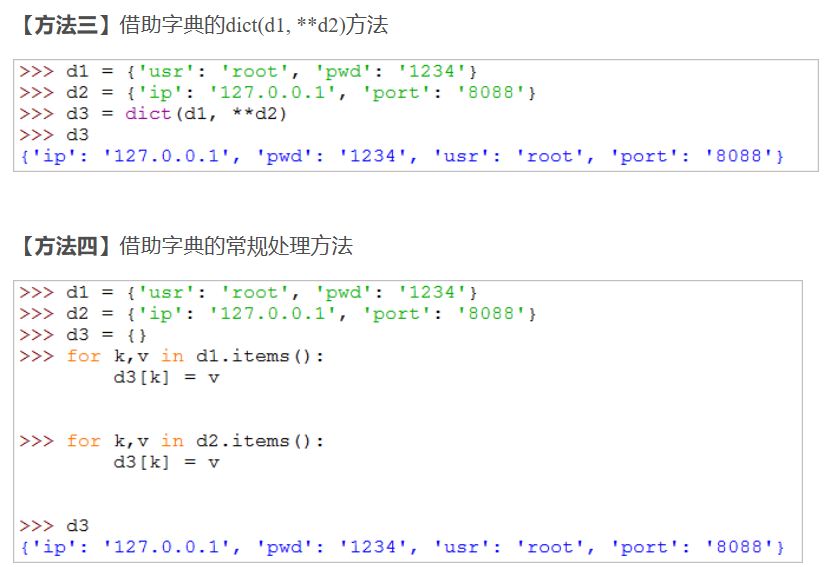 【方法三】借助字典的dict(d1, **d2)方法
>>> d1 = {'usr': 'root', 'pwd': '1234'}
>>> d2 = {'ip': '127.0.0.1', 'port': '8088'}
>>> d3 = dict(d1, **d2)
>>> d3
{'ip': '127.0.0.1', 'pwd': '1234', 'usr': 'root', 'port': '8088'}
【方法四】借助字典的常规处理方法
>>> d1 = {'usr': 'root', 'pwd': '1234'}
>>> d2 = {'ip': '127.0.0.1', 'port': '8088'}
>>> d3 = {}
>>> for k,v in d1.items():
        d3[k] = v
>>> for k,v in d2.items():
        d3[k] = v
>>> d3
{'ip': '127.0.0.1', 'pwd': '1234', 'usr': 'root', 'port': '8088'}